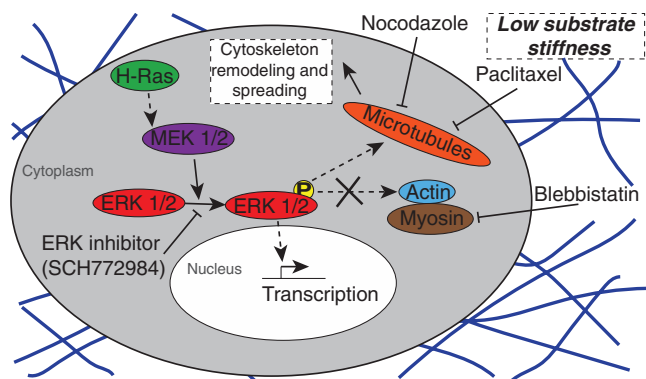 Nocodazole
Low substrate
stiffness
Cytoskeleton
remodeling and
spreading
Paclitaxel
H-Ras
Microtubules
MEK 1/2
Cytoplasm
P
ERK 1/2
ERK 1/2
Actin
Myosin
Blebbistatin
ERK inhibitor
(SCH772984)
Nucleus
Transcription